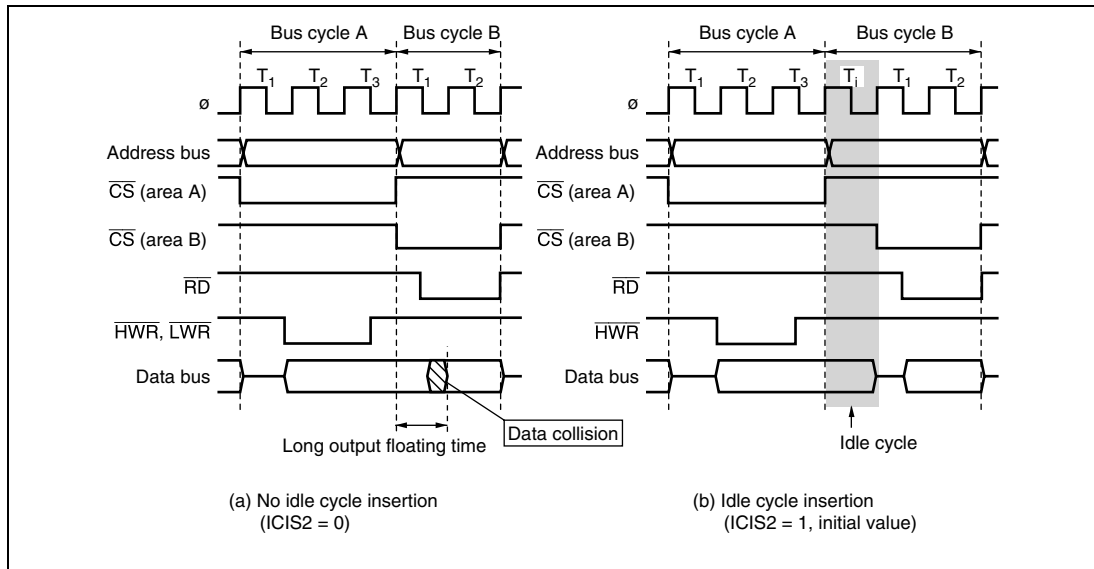 Bus cycle A Bus cycle B
T1 T2 T3 T1 T2
ø
Address bus
CS (area A)
CS (area B)
RD
HWR, LWR
Data bus
Data collision
Long output floating time
(a) No idle cycle insertion
(ICIS2 = 0)
Bus cycle A Bus cycle B
T1 T2 T3 Ti T1 T2
ø
Address bus
CS (area A)
CS (area B)
RD
HWR
Data bus
Idle cycle
(b) Idle cycle insertion
(ICIS2 = 1, initial value)